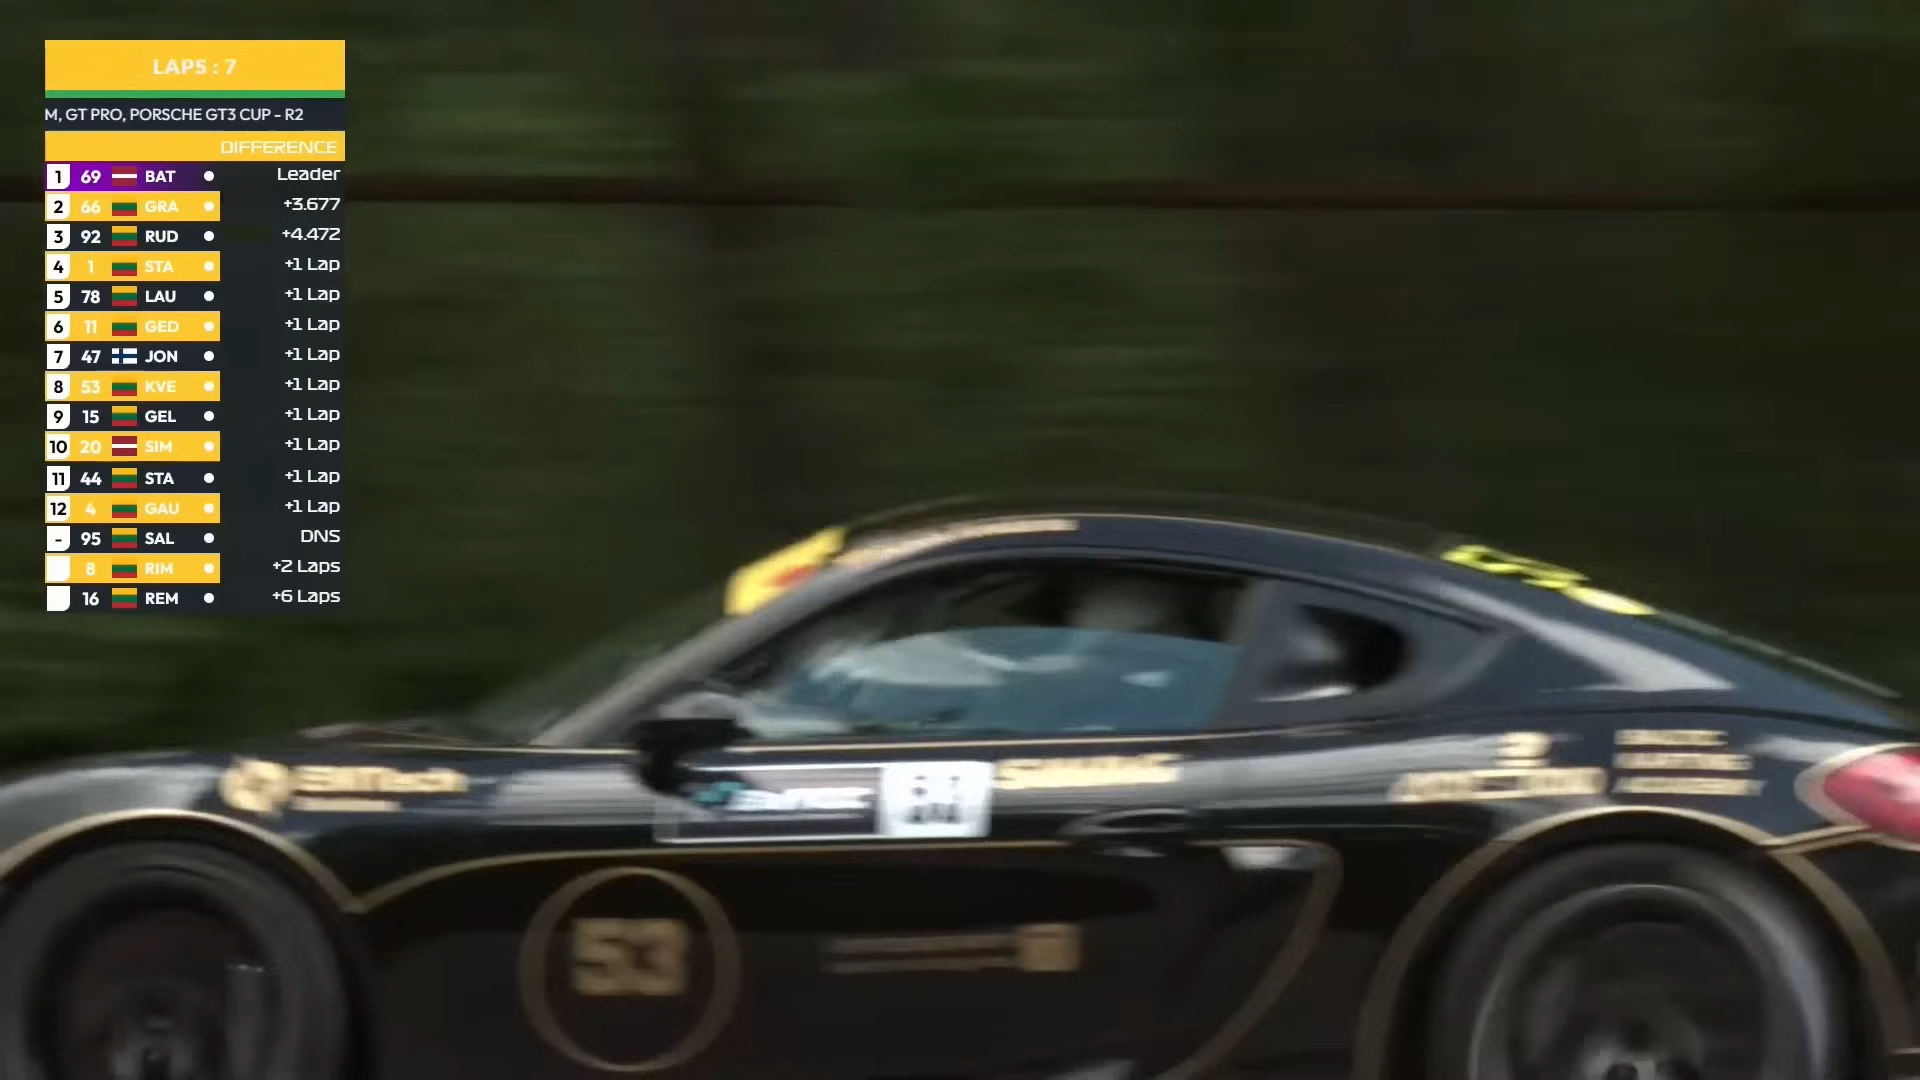 LAPS : 7
M, GT PRO, PORSCHE GT3 CUP - R2
DIFFERENCE
1 69 BAT Leader
2 66 GRA +3.677
3 92 RUD +4.472
4 1 STA +1 Lap
5 78 LAU +1 Lap
6 11 GED +1 Lap
7 47 JON +1 Lap
8 53 KVE +1 Lap
9 15 GEL +1 Lap
10 20 SIM +1 Lap
11 44 STA +1 Lap
12 4 GAU +1 Lap
- 95 SAL DNS
8 RIM +2 Laps
16 REM +6 Laps
53